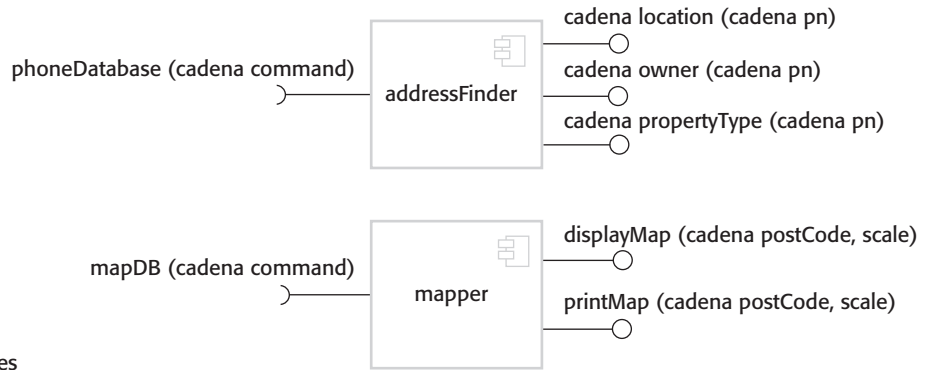 cadena location (cadena pn)
phoneDatabase (cadena command)
addressFinder
cadena owner (cadena pn)
cadena propertyType (cadena pn)
mapDB (cadena command)
mapper
displayMap (cadena postCode, scale)
printMap (cadena postCode, scale)
es